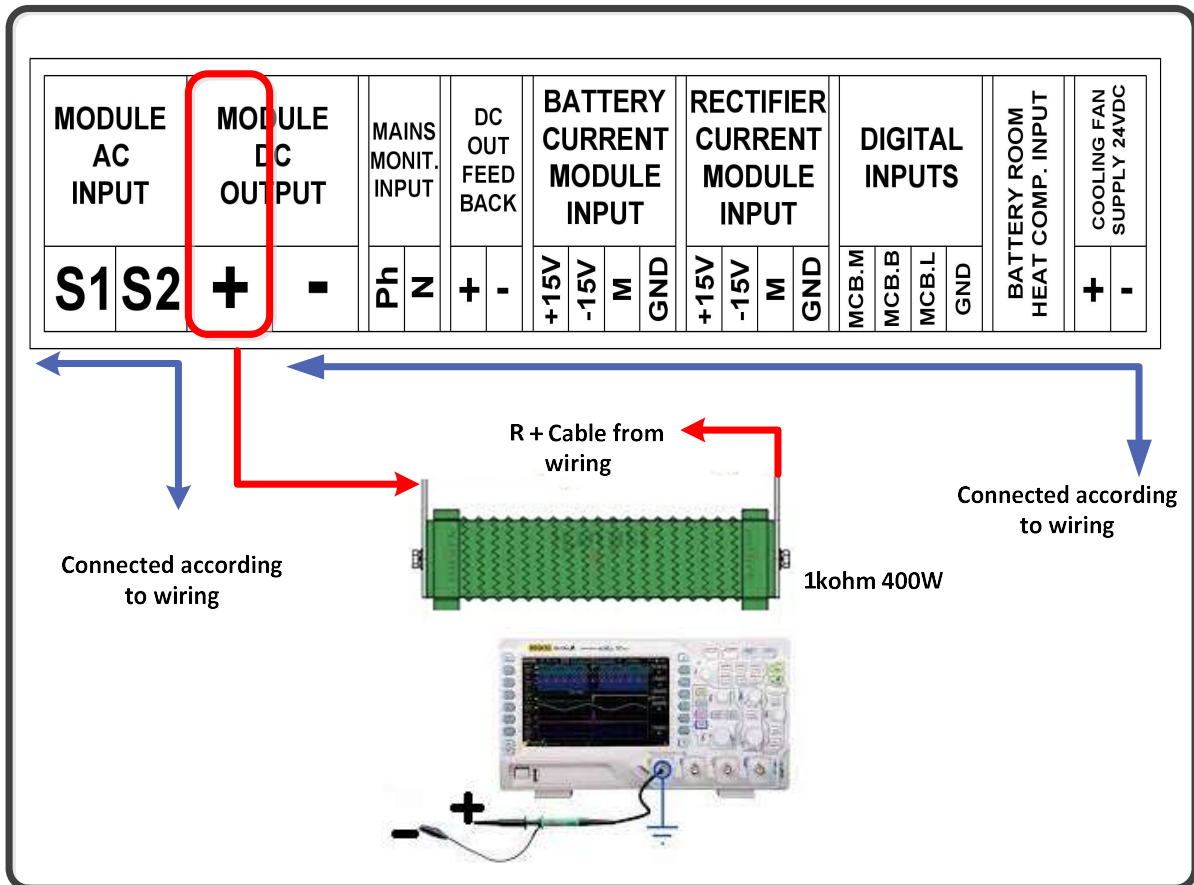 MODULE
AC
INPUT
MODULE
DC
OUTPUT
MAINS
MONIT.
INPUT
DC
OUT
FEED
BACK
BATTERY
CURRENT
MODULE
INPUT
RECTIFIER
CURRENT
MODULE
INPUT
DIGITAL
INPUTS
BATTERY ROOM
HEAT COMP. INPUT
COOLING FAN
SUPPLY 24VDC
S1 S2 + -
Ph N
+ -
+15V -15V M GND
+15V -15V M GND
MCB.M MCB.B MCB.L GND
+ -
R + Cable from
wiring
Connected according
to wiring
Connected according
to wiring
1kohm 400W
+
-